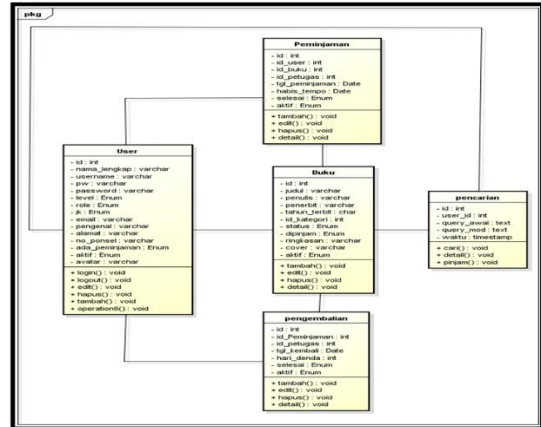 pkg
Peminjaman
- id : int
- id_user : int
- id_buku : int
- id_petugas : int
- tgl_peminjaman : Date
- habis_tempo : Date
- selesai : Enum
- aktif : Enum
+ tambah() : void
+ edit() : void
+ hapus() : void
+ detail() : void
User
- id : int
- nama_lengkap : varchar
- username : varchar
- pw : varchar
- password : varchar
- level : Enum
- role : Enum
- jk : Enum
- email : varchar
- pengenal : varchar
- alamat : varchar
- no_ponsel : varchar
- ada_peminjaman : Enum
- aktif : Enum
- avatar : varchar
+ login() : void
+ logout() : void
+ edit() : void
+ hapus() : void
+ tambah() : void
+ operation8() : void
Buku
- id : int
- judul : varchar
- penulis : varchar
- penerbit : varchar
- tahun_terbit : char
- id_kategori : int
- status : Enum
- dipinjam : Enum
- ringkasan : varchar
- cover : varchar
- aktif : Enum
+ tambah() : void
+ edit() : void
+ hapus() : void
+ detail() : void
pencarian
- id : int
- user_id : int
- query_awal : text
- query_mod : text
- waktu : timestamp
+ cari() : void
+ detail() : void
+ pinjam() : void
pengembalian
- id : int
- id_Peminjaman : int
- id_petugas : int
- tgl_kembali : Date
- hari_denda : int
- selesai : Enum
- aktif : Enum
+ tambah() : void
+ edit() : void
+ hapus() : void
+ detail() : void